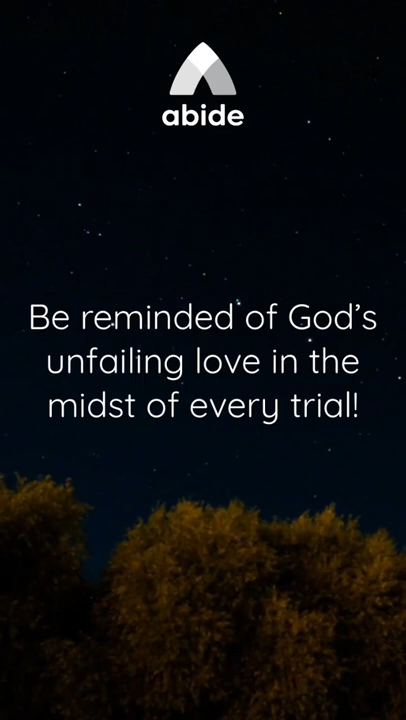 abide
Be reminded of God's
unfailing love in the
midst of every trial!